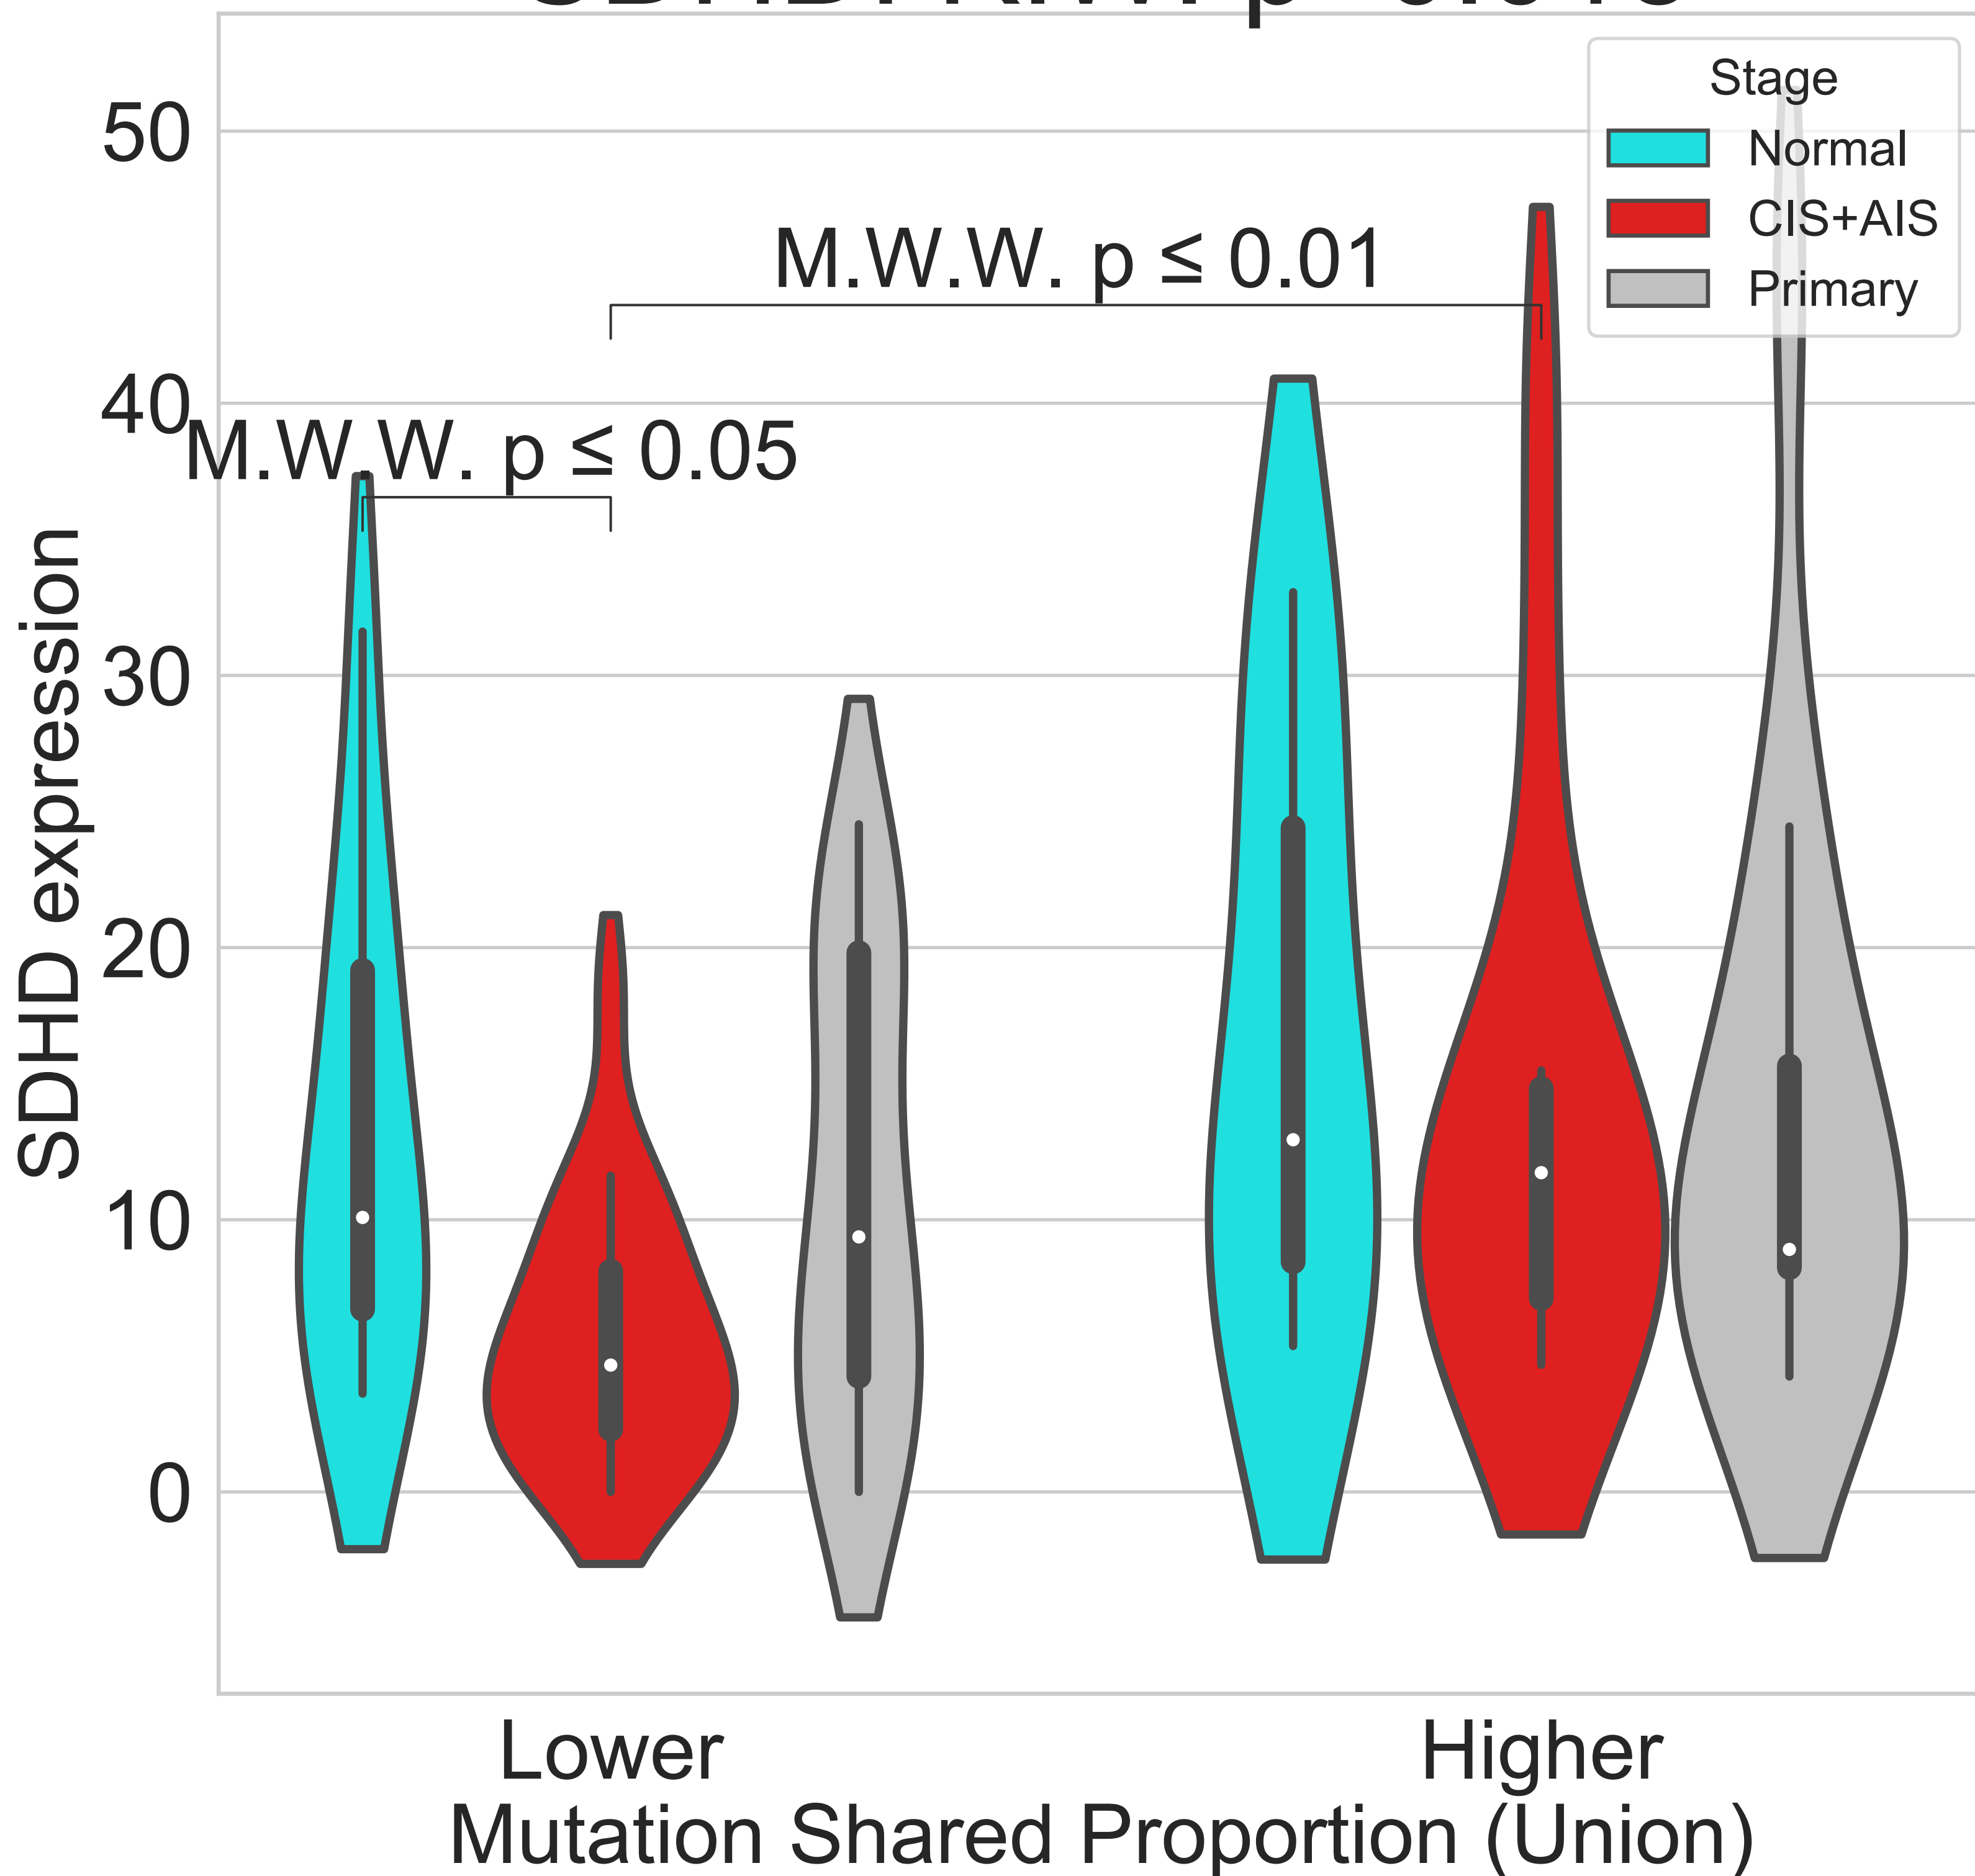 Stage
Normal
CIS+AIS
Primary
M.W.W. p ≤ 0.01
M.W.W. p ≤ 0.05
50
40
30
20
10
0
SDHD expression
Lower
Higher
Mutation Shared Proportion (Union)